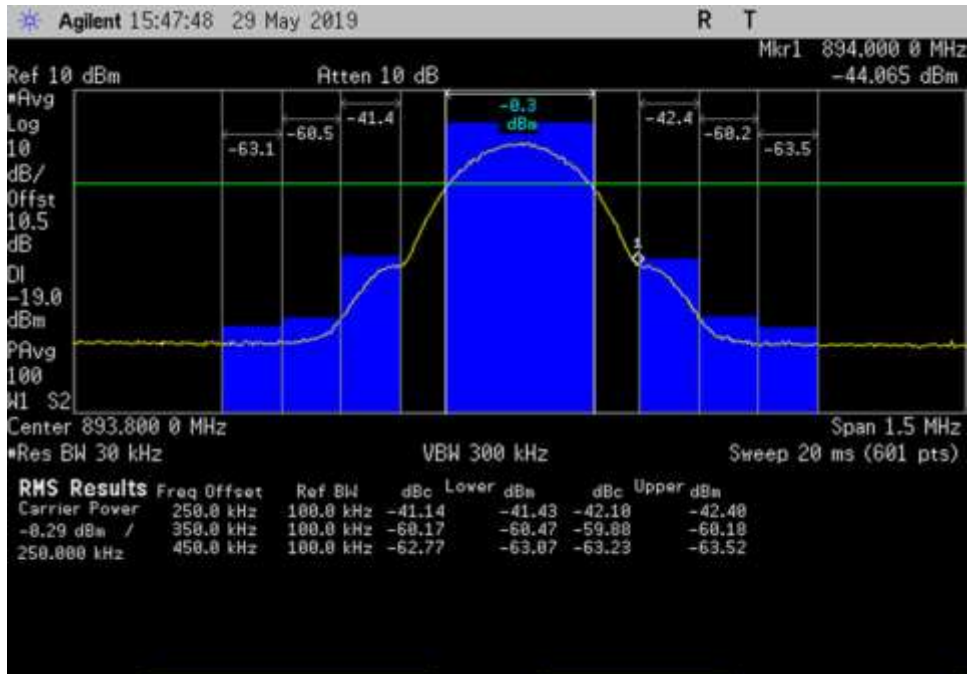 Agilent 15:47:48 29 May 2019 R T
Mkr1 894.000 0 MHz
Ref 10 dBm Atten 10 dB -44.065 dBm
#Avg
Log
10
dB/
Offst
10.5
dB
DI
-19.0
dBm
PAvg
100
W1 S2
-63.1 -60.5 -41.4 -0.3 dBm -42.4 -60.2 -63.5
1
Center 893.800 0 MHz Span 1.5 MHz
#Res BW 30 kHz VBW 300 kHz Sweep 20 ms (601 pts)
RMS Results Freq Offset Ref BW dBc Lower dBm dBc Upper dBm
Carrier Power 250.0 kHz 100.0 kHz -41.14 -41.43 -42.10 -42.40
-0.29 dBm / 350.0 kHz 100.0 kHz -60.17 -60.47 -59.88 -60.18
250.000 kHz 450.0 kHz 100.0 kHz -62.77 -63.07 -63.23 -63.52